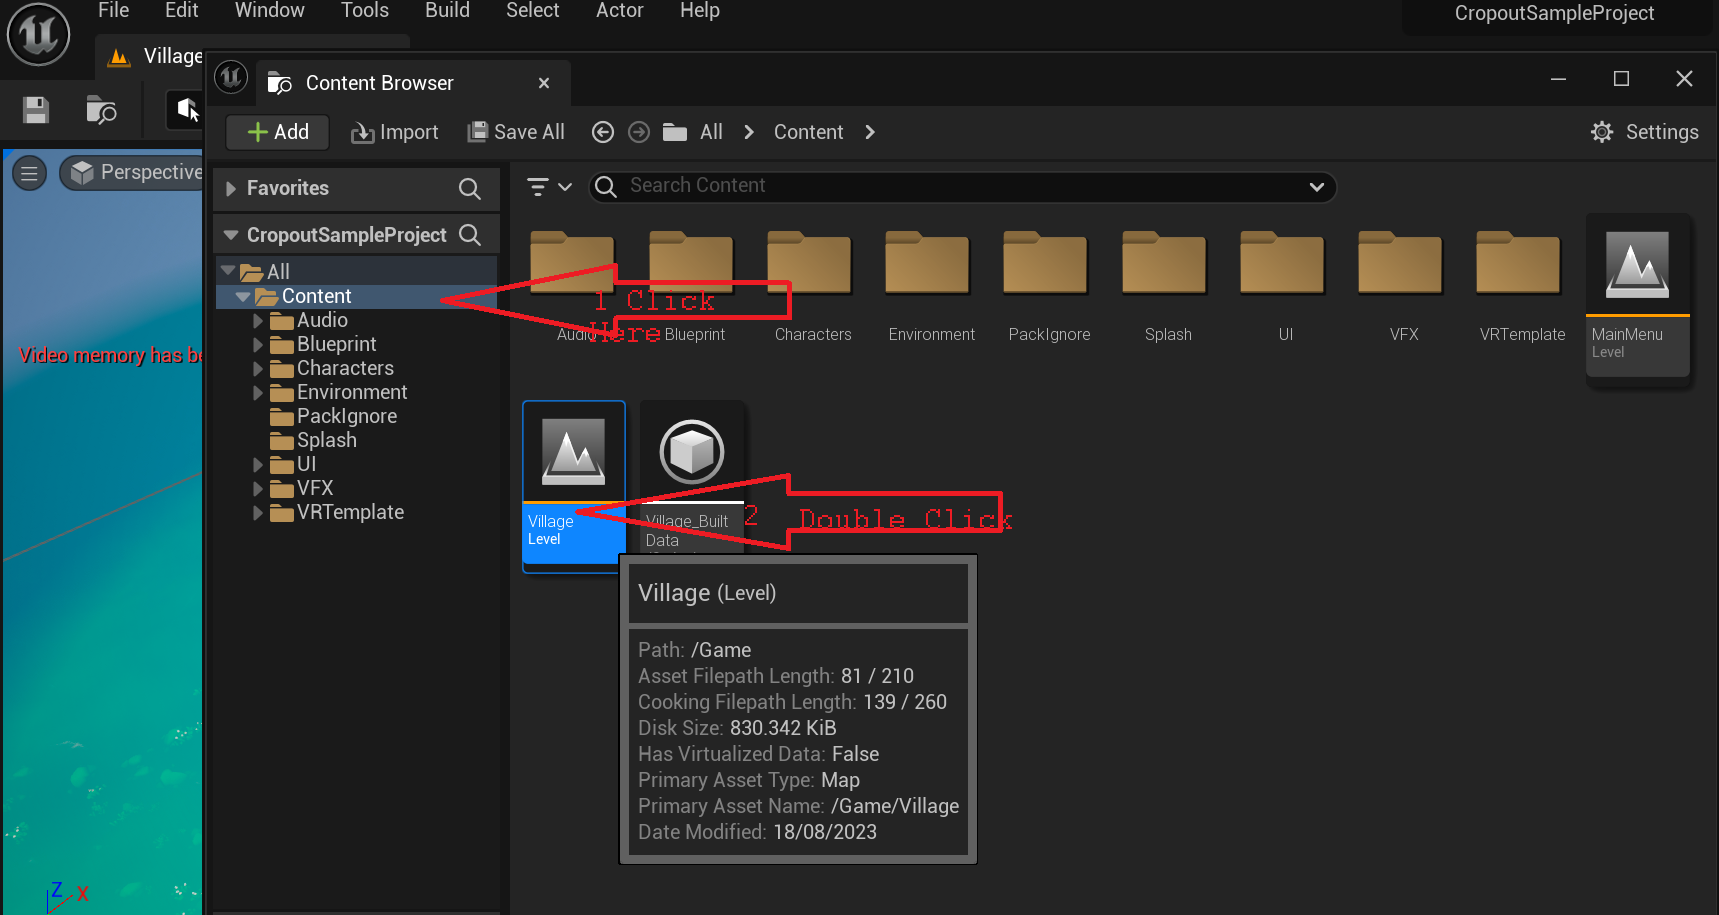 File Edit Window Tools Build Select Actor Help
CropoutSampleProject
Village
Content Browser
Add Import Save All All Content Settings
Perspective
Favorites
Search Content
CropoutSampleProject
All
Content
Audio
Blueprint
Characters
Environment
PackIgnore
Splash
UI
VFX
VRTemplate
Video memory has be
1 Click
Here
Audio Blueprint Characters Environment PackIgnore Splash UI VFX VRTemplate MainMenu
Level
Village
Level
Village_Built
Data
2 Double Click
Village (Level)
Path: /Game
Asset Filepath Length: 81 / 210
Cooking Filepath Length: 139 / 260
Disk Size: 830.342 KiB
Has Virtualized Data: False
Primary Asset Type: Map
Primary Asset Name: /Game/Village
Date Modified: 18/08/2023
Z X